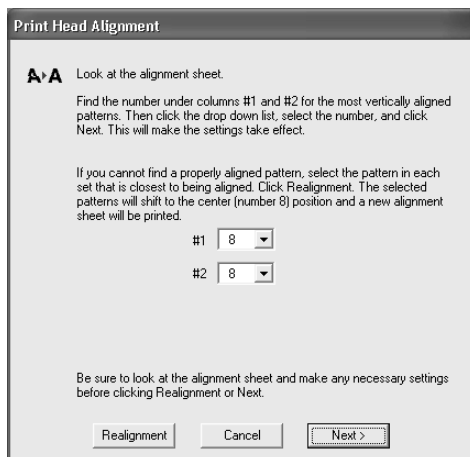 Print Head Alignment
A▸A Look at the alignment sheet.
Find the number under columns #1 and #2 for the most vertically aligned
patterns. Then click the drop down list, select the number, and click
Next. This will make the settings take effect.
If you cannot find a properly aligned pattern, select the pattern in each
set that is closest to being aligned. Click Realignment. The selected
patterns will shift to the center (number 8) position and a new alignment
sheet will be printed.
#1 8
#2 8
Be sure to look at the alignment sheet and make any necessary settings
before clicking Realignment or Next.
Realignment Cancel Next >